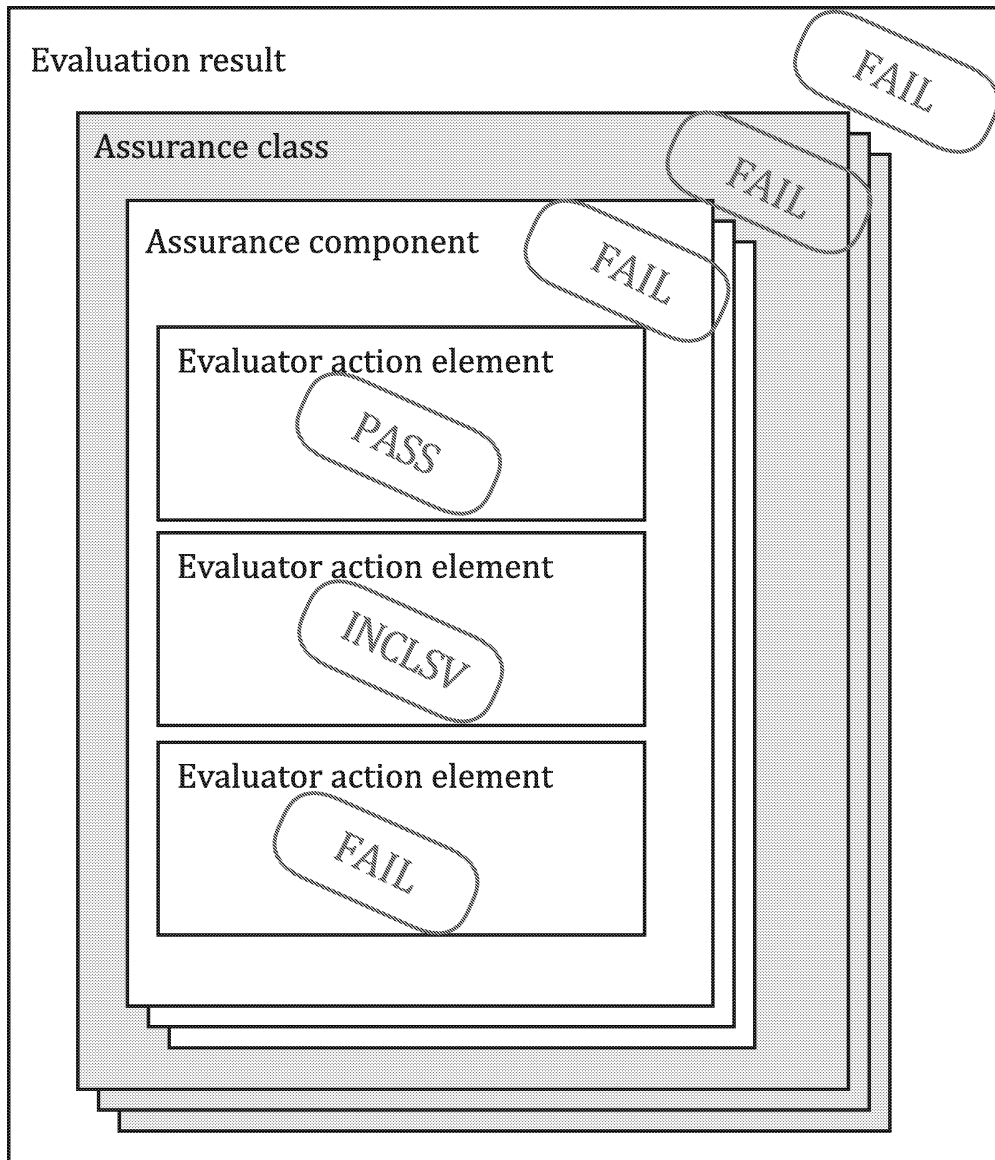 Evaluation result
FAIL
Assurance class
FAIL
Assurance component
FAIL
Evaluator action element
PASS
Evaluator action element
INCLSV
Evaluator action element
FAIL